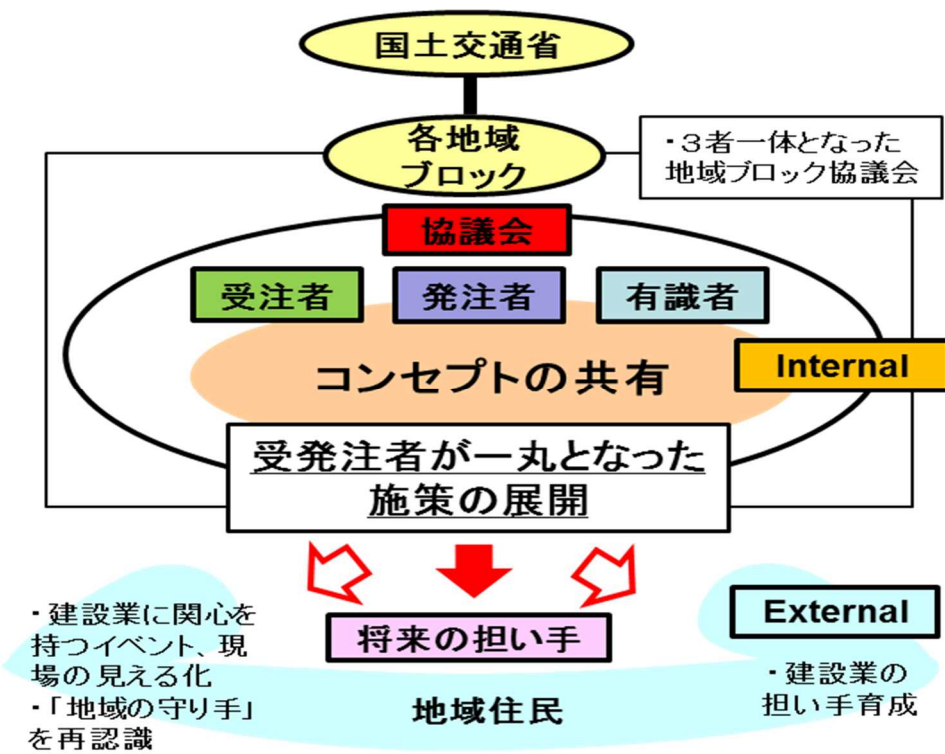 国土交通省
各地域
ブロック
・３者一体となった
地域ブロック協議会
協議会
受注者
発注者
有識者
コンセプトの共有
Internal
受発注者が一丸となった
施策の展開
・建設業に関心を
持つイベント、現
場の見える化
・「地域の守り手」
を再認識
将来の担い手
地域住民
External
・建設業の
担い手育成